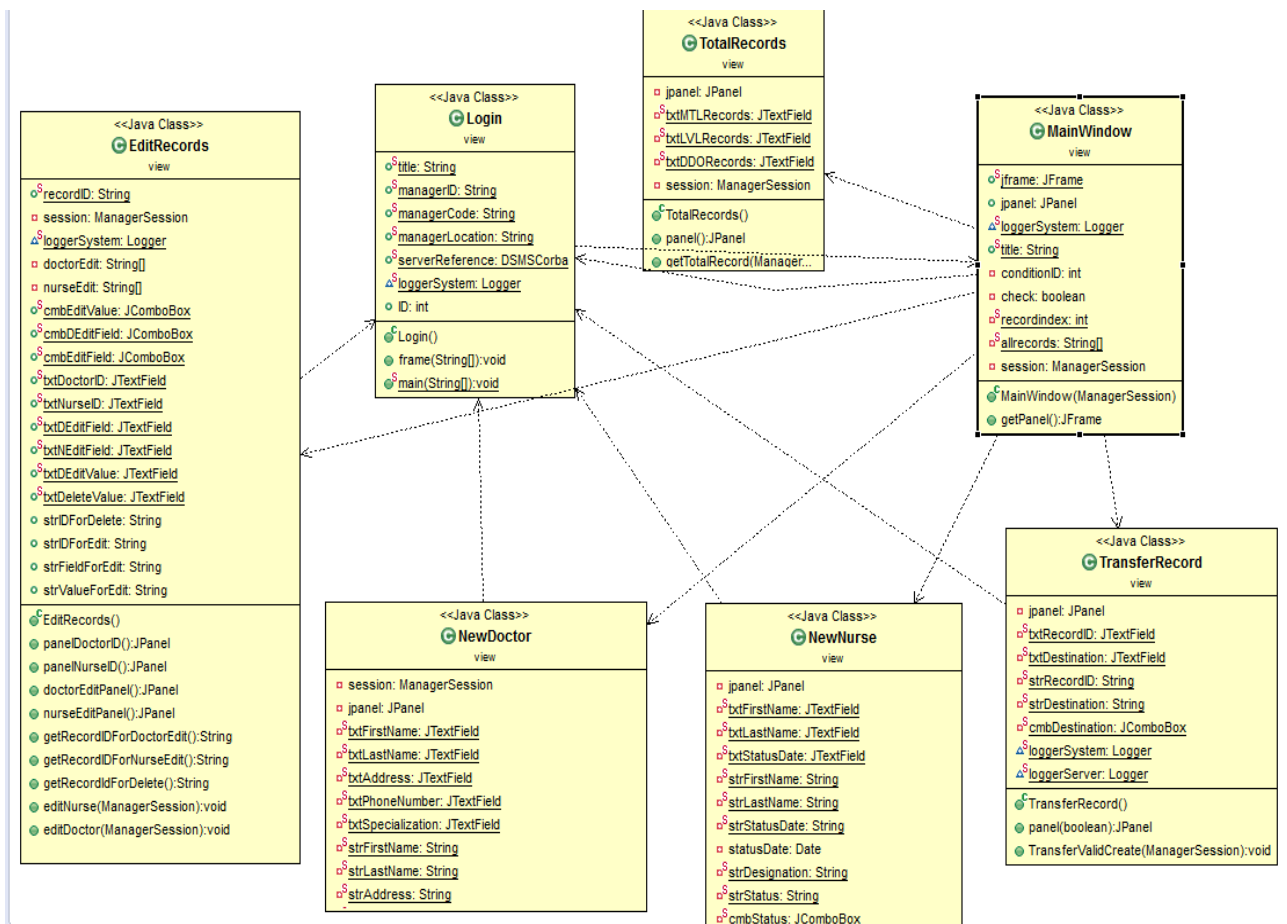 <<Java Class>>
EditRecords
view
recordID: String
session: ManagerSession
loggerSystem: Logger
doctorEdit: String[]
nurseEdit: String[]
cmbEditValue: JComboBox
cmbDEditField: JComboBox
cmbEditField: JComboBox
txtDoctorID: JTextField
txtNurseID: JTextField
txtDEditField: JTextField
txtNEditField: JTextField
txtDEditValue: JTextField
txtDeleteValue: JTextField
strIDForDelete: String
strIDForEdit: String
strFieldForEdit: String
strValueForEdit: String
EditRecords()
panelDoctorID():JPanel
panelNurseID():JPanel
doctorEditPanel():JPanel
nurseEditPanel():JPanel
getRecordIDForDoctorEdit():String
getRecordIDForNurseEdit():String
getRecordIdForDelete():String
editNurse(ManagerSession):void
editDoctor(ManagerSession):void
<<Java Class>>
Login
view
title: String
managerID: String
managerCode: String
managerLocation: String
serverReference: DSMSCorba
loggerSystem: Logger
ID: int
Login()
frame(String[]):void
main(String[]):void
<<Java Class>>
TotalRecords
view
jpanel: JPanel
txtMTLRecords: JTextField
txtLVLRecords: JTextField
txtDDORecords: JTextField
session: ManagerSession
TotalRecords()
panel():JPanel
getTotalRecord(Manager...
<<Java Class>>
MainWindow
view
jframe: JFrame
jpanel: JPanel
loggerSystem: Logger
title: String
conditionID: int
check: boolean
recordindex: int
allrecords: String[]
session: ManagerSession
MainWindow(ManagerSession)
getPanel():JFrame
<<Java Class>>
NewDoctor
view
session: ManagerSession
jpanel: JPanel
txtFirstName: JTextField
txtLastName: JTextField
txtAddress: JTextField
txtPhoneNumber: JTextField
txtSpecialization: JTextField
strFirstName: String
strLastName: String
strAddress: String
<<Java Class>>
NewNurse
view
jpanel: JPanel
txtFirstName: JTextField
txtLastName: JTextField
txtStatusDate: JTextField
strFirstName: String
strLastName: String
strStatusDate: String
statusDate: Date
strDesignation: String
strStatus: String
cmbStatus: JComboBox
<<Java Class>>
TransferRecord
view
jpanel: JPanel
txtRecordID: JTextField
txtDestination: JTextField
strRecordID: String
strDestination: String
cmbDestination: JComboBox
loggerSystem: Logger
loggerServer: Logger
TransferRecord()
panel(boolean):JPanel
TransferValidCreate(ManagerSession):void